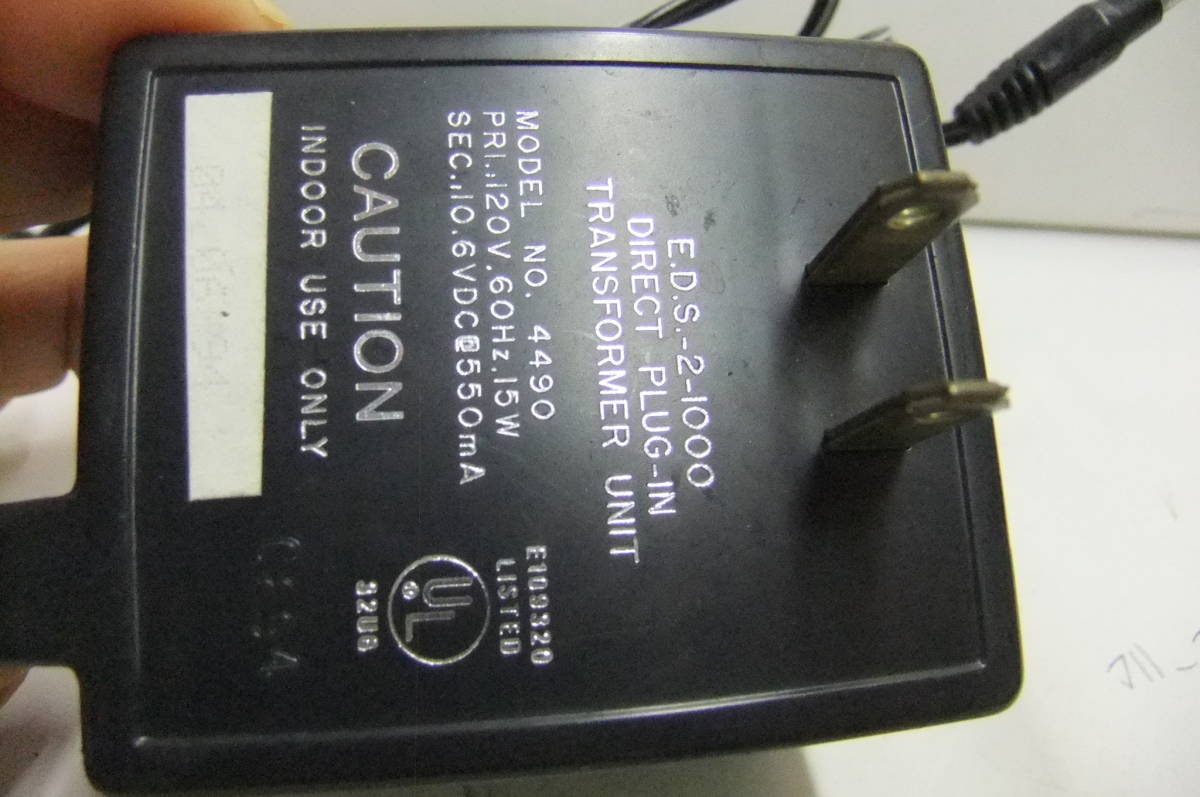 E.D.S.-2-1000
DIRECT PLUG-IN
TRANSFORMER UNIT
MODEL NO. 4490
PRI.:120V.60Hz.15W
SEC.:10.6VDC@550mA
CAUTION
INDOOR USE ONLY
E109320
LISTED
UL
®
32U6